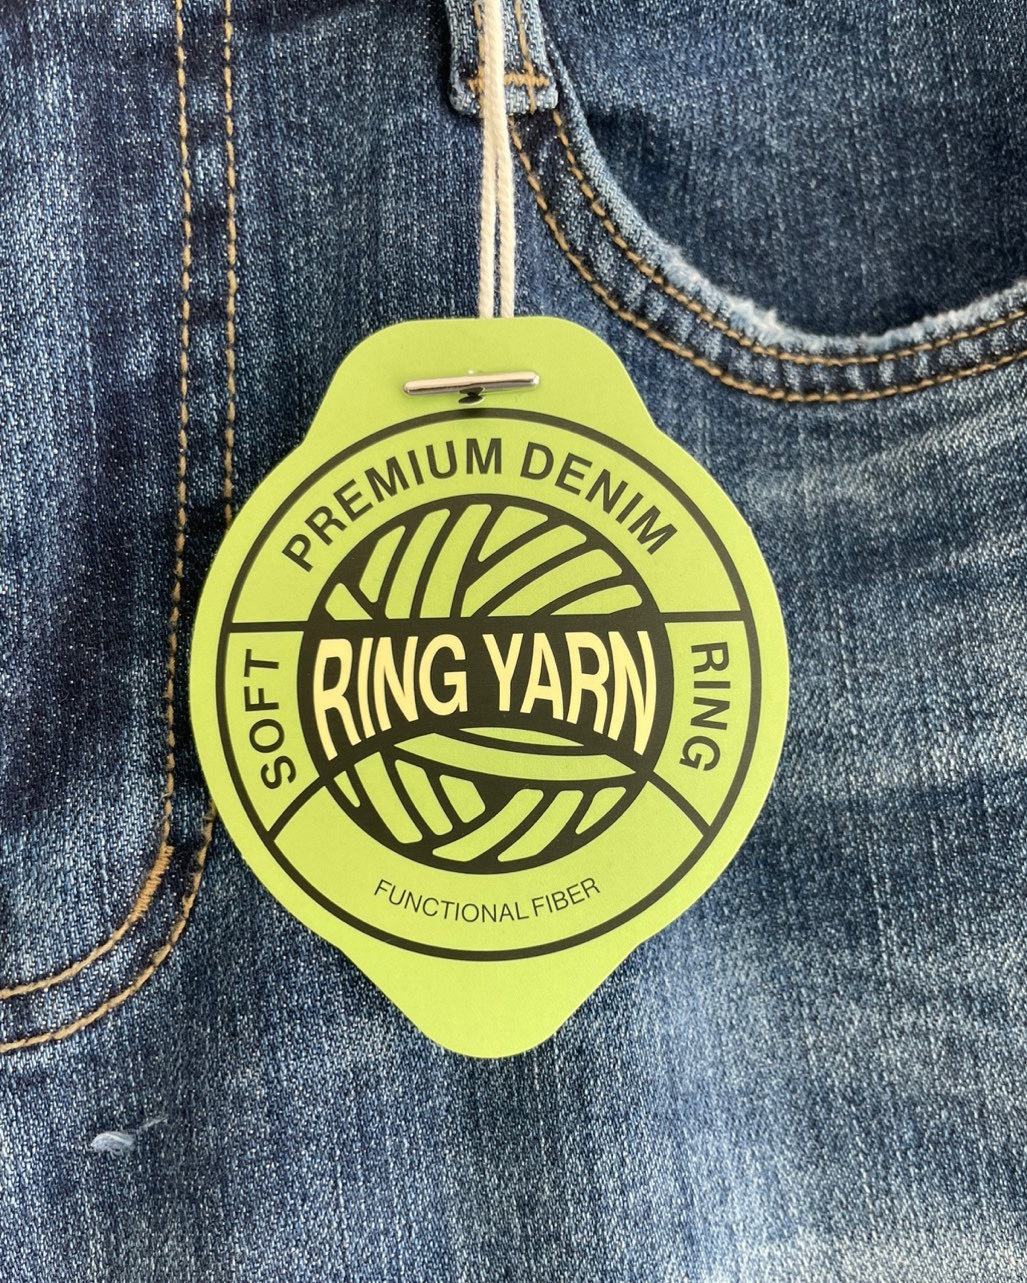 PREMIUM DENIM
SOFT
RING YARN
RING
FUNCTIONAL FIBER